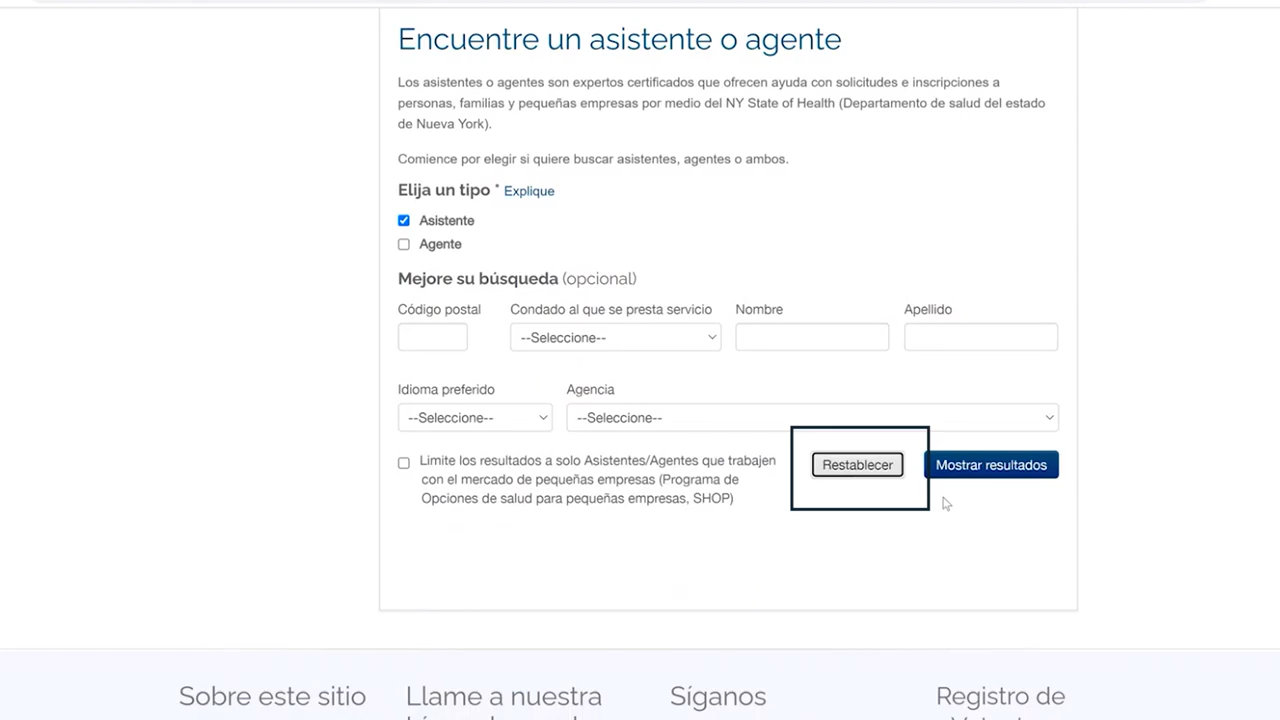 Encuentre un asistente o agente
Los asistentes o agentes son expertos certificados que ofrecen ayuda con solicitudes e inscripciones a
personas, familias y pequeñas empresas por medio del NY State of Health (Departamento de salud del estado
de Nueva York).
Comience por elegir si quiere buscar asistentes, agentes o ambos.
Elija un tipo * Explique
Asistente
Agente
Mejore su búsqueda (opcional)
Código postal Condado al que se presta servicio Nombre Apellido
--Seleccione--
Idioma preferido Agencia
--Seleccione-- --Seleccione--
Limite los resultados a solo Asistentes/Agentes que trabajen
con el mercado de pequeñas empresas (Programa de
Opciones de salud para pequeñas empresas, SHOP)
Restablecer Mostrar resultados
Sobre este sitio Llame a nuestra Síganos Registro de